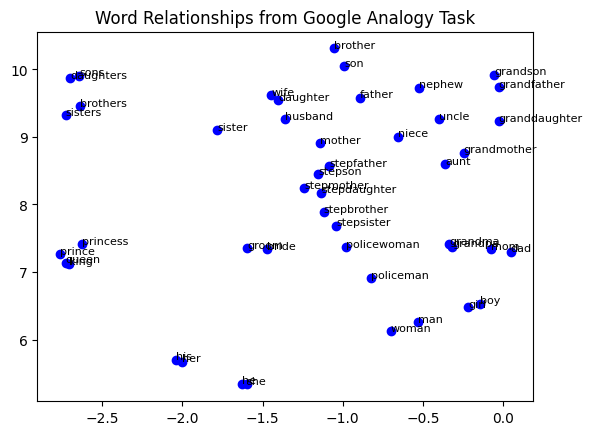 Word Relationships from Google Analogy Task
brother
son
sons
daughters
grandson
grandfather
nephew
wife
daughter
father
brothers
sisters
husband
uncle
granddaughter
sister
niece
mother
grandmother
aunt
stepfather
stepson
stepmother
stepdaughter
stepbrother
stepsister
princess
prince
queen
king
groom
bride
policewoman
grandma
grandpa
mom
dad
policeman
boy
girl
man
woman
his
her
he
she
10
9
8
7
6
−2.5
−2.0
−1.5
−1.0
−0.5
0.0